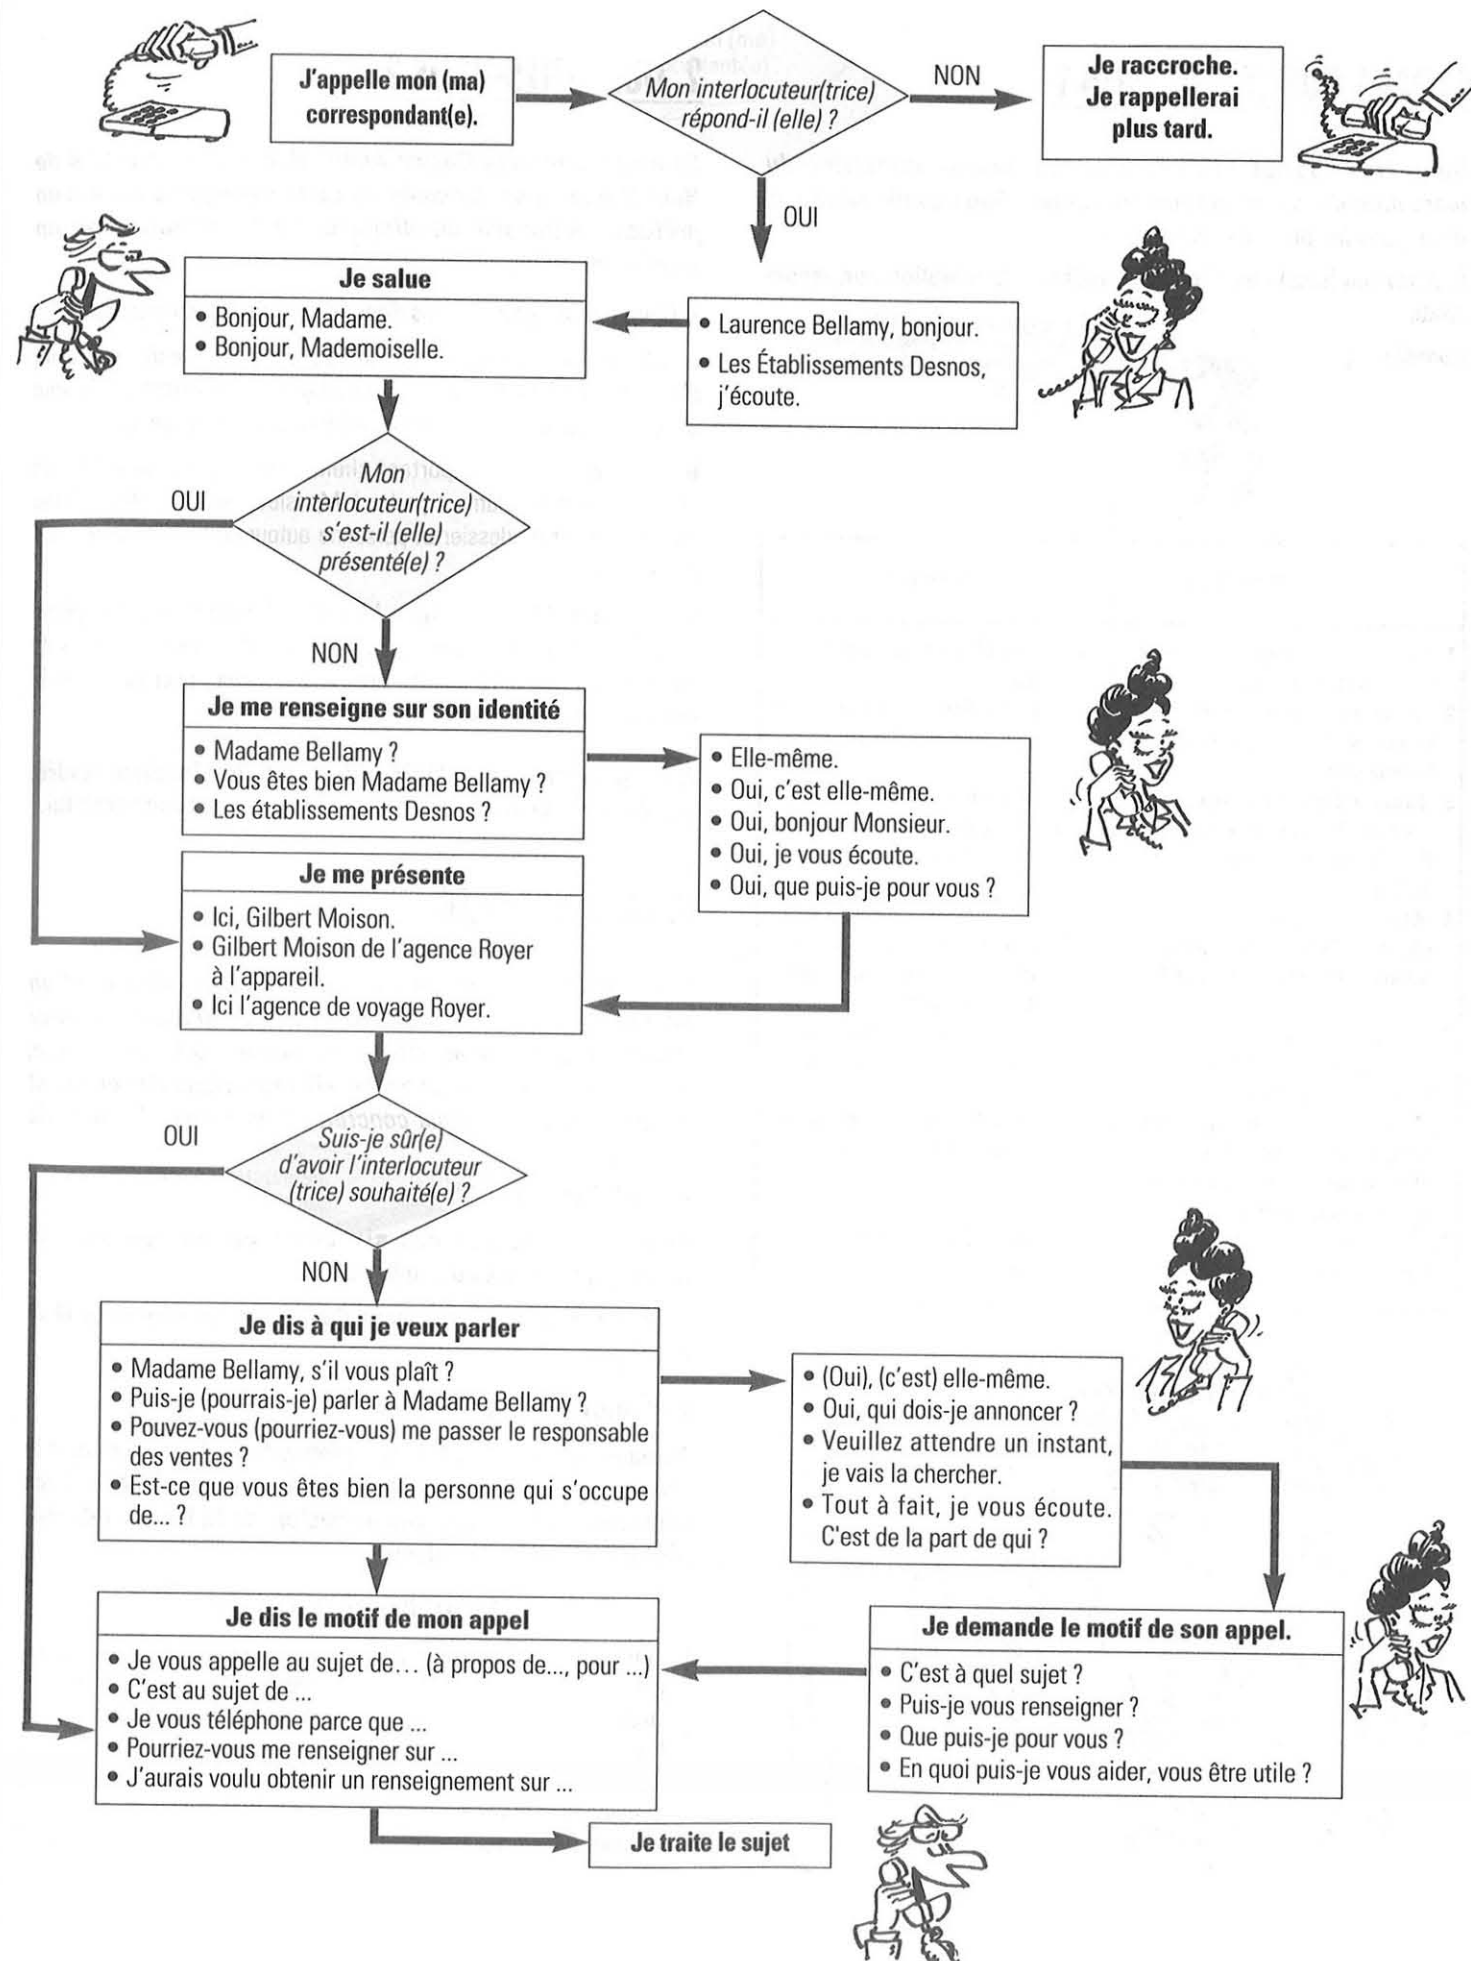 J'appelle mon (ma)
correspondant(e).
Mon interlocuteur(trice)
répond-il (elle) ?
NON
Je raccroche.
Je rappellerai
plus tard.
OUI
• Laurence Bellamy, bonjour.
• Les Établissements Desnos,
j'écoute.
Je salue
• Bonjour, Madame.
• Bonjour, Mademoiselle.
Mon
interlocuteur(trice)
s'est-il (elle)
présenté(e) ?
OUI
NON
Je me renseigne sur son identité
• Madame Bellamy ?
• Vous êtes bien Madame Bellamy ?
• Les établissements Desnos ?
• Elle-même.
• Oui, c'est elle-même.
• Oui, bonjour Monsieur.
• Oui, je vous écoute.
• Oui, que puis-je pour vous ?
Je me présente
• Ici, Gilbert Moison.
• Gilbert Moison de l'agence Royer
à l'appareil.
• Ici l'agence de voyage Royer.
OUI
Suis-je sûr(e)
d'avoir l'interlocuteur
(trice) souhaité(e) ?
NON
Je dis à qui je veux parler
• Madame Bellamy, s'il vous plaît ?
• Puis-je (pourrais-je) parler à Madame Bellamy ?
• Pouvez-vous (pourriez-vous) me passer le responsable
des ventes ?
• Est-ce que vous êtes bien la personne qui s'occupe
de... ?
• (Oui), (c'est) elle-même.
• Oui, qui dois-je annoncer ?
• Veuillez attendre un instant,
je vais la chercher.
• Tout à fait, je vous écoute.
C'est de la part de qui ?
Je demande le motif de son appel.
• C'est à quel sujet ?
• Puis-je vous renseigner ?
• Que puis-je pour vous ?
• En quoi puis-je vous aider, vous être utile ?
Je dis le motif de mon appel
• Je vous appelle au sujet de... (à propos de..., pour ...)
• C'est au sujet de ...
• Je vous téléphone parce que ...
• Pourriez-vous me renseigner sur ...
• J'aurais voulu obtenir un renseignement sur ...
Je traite le sujet